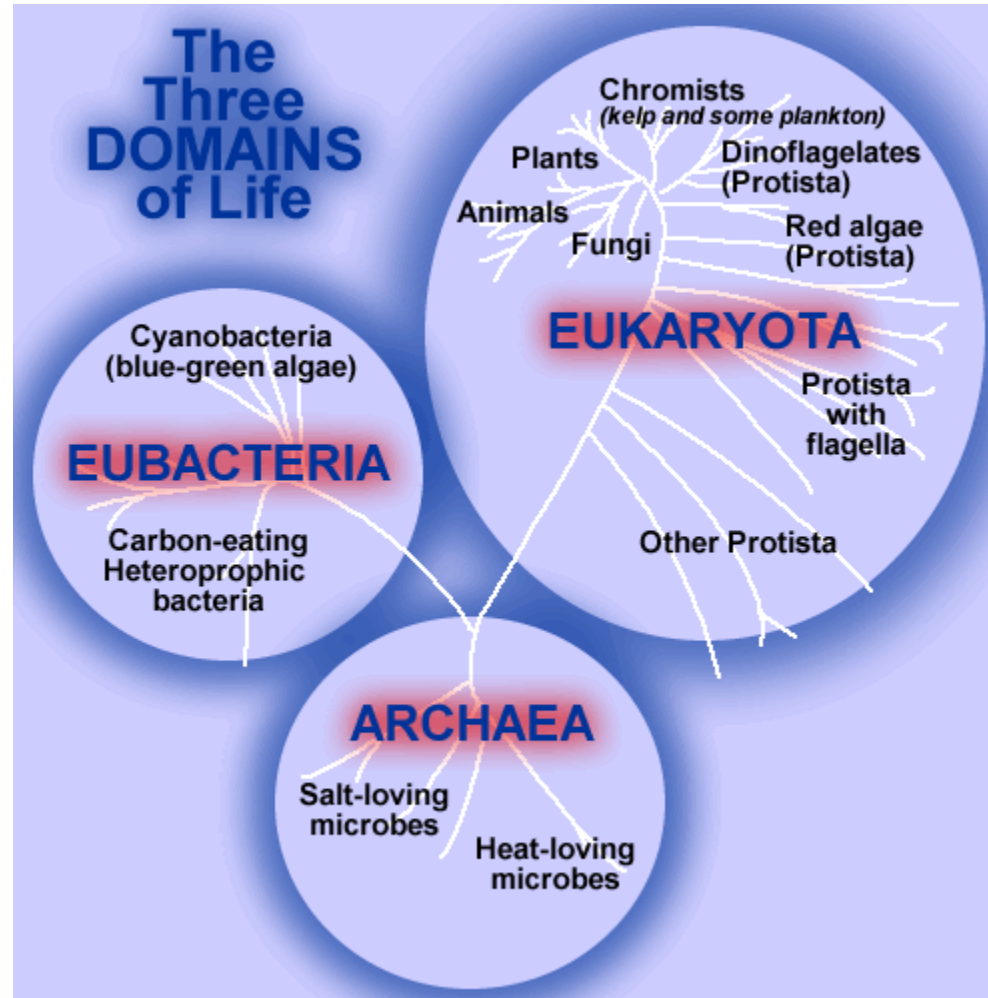 The
Three
DOMAINS
of Life
Chromists
(kelp and some plankton)
Plants
Dinoflagelates
(Protista)
Animals
Fungi
Red algae
(Protista)
EUKARYOTA
Protista
with
flagella
Other Protista
Cyanobacteria
(blue-green algae)
EUBACTERIA
Carbon-eating
Heteroprophic
bacteria
ARCHAEA
Salt-loving
microbes
Heat-loving
microbes